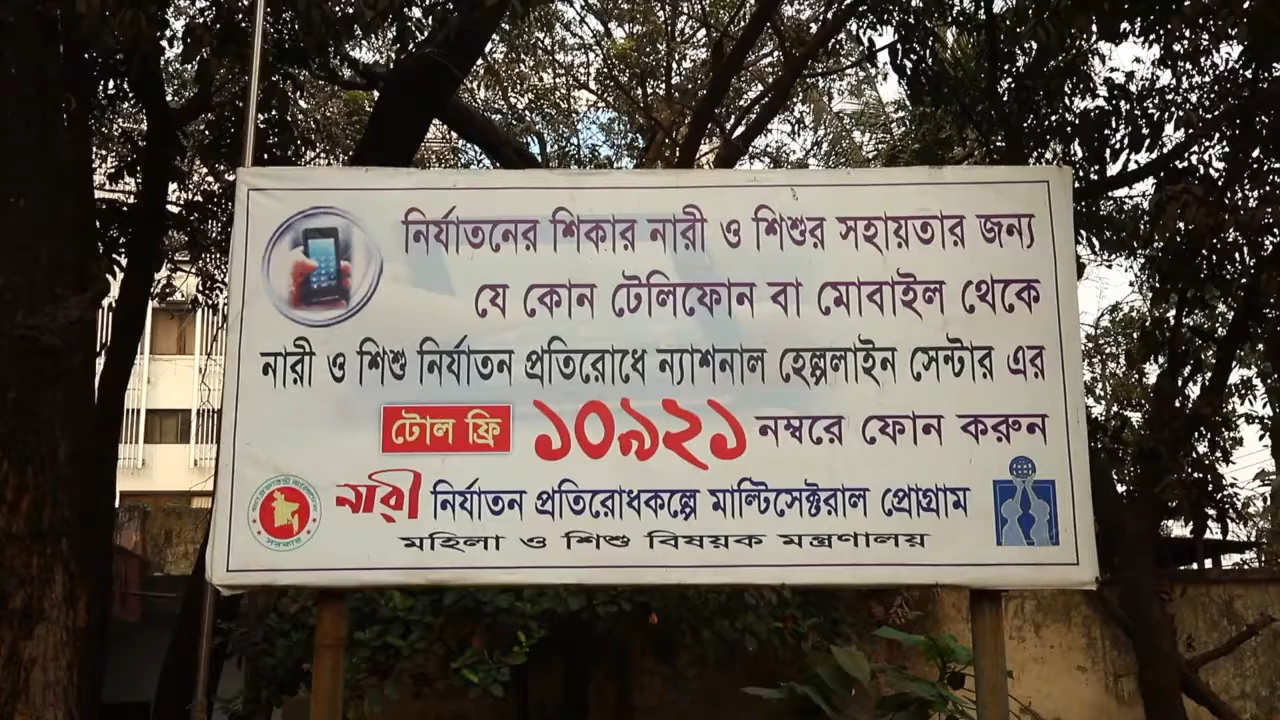 নির্যাতনের শিকার নারী ও শিশুর সহায়তার জন্য
যে কোন টেলিফোন বা মোবাইল থেকে
নারী ও শিশু নির্যাতন প্রতিরোধে ন্যাশনাল হেল্পলাইন সেন্টার এর
টোল ফ্রি ১০৯২১ নম্বরে ফোন করুন
নারী নির্যাতন প্রতিরোধকল্পে মাল্টিসেক্টরাল প্রোগ্রাম
মহিলা ও শিশু বিষয়ক মন্ত্রণালয়
সরকার